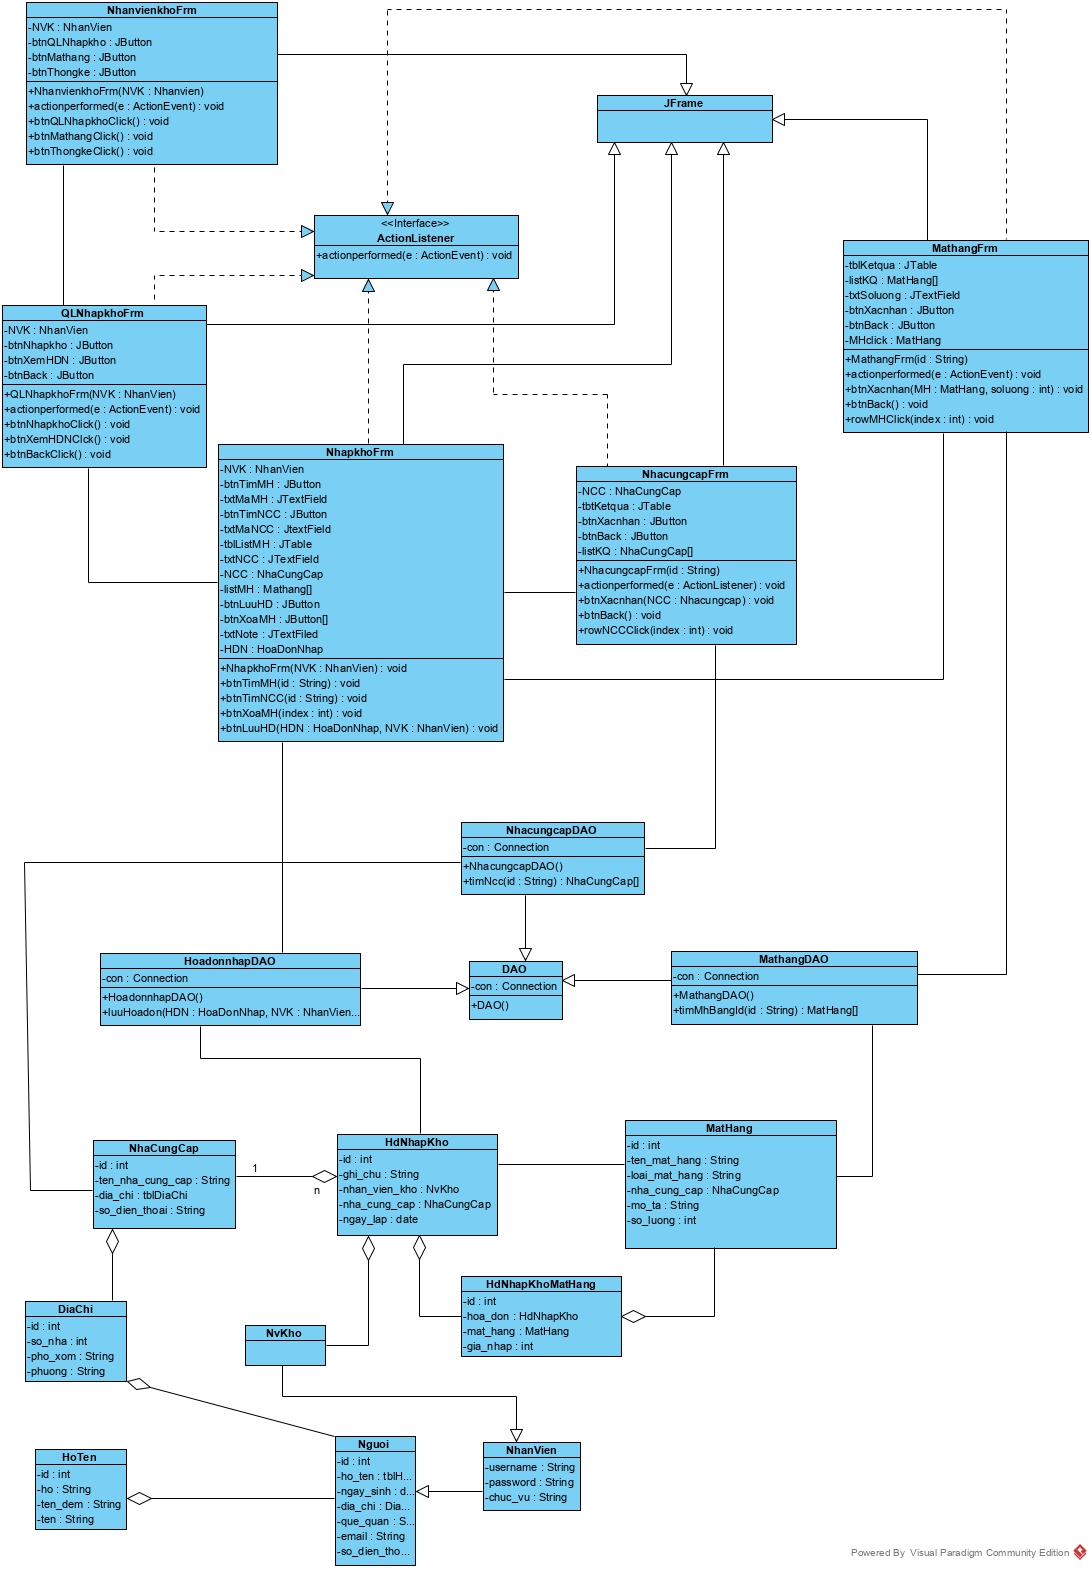 NhanvienkhoFrm
-NVK : NhanVien
-btnQLNhapkho : JButton
-btnMathang : JButton
-btnThongke : JButton
+NhanvienkhoFrm(NVK : Nhanvien)
+actionperformed(e : ActionEvent) : void
+btnQLNhapkhoClick() : void
+btnMathangClick() : void
+btnThongkeClick() : void
JFrame
<<Interface>>
ActionListener
+actionperformed(e : ActionEvent) : void
MathangFrm
-tblKetqua : JTable
-listKQ : MatHang[]
-txtSoluong : JTextField
-btnXacnhan : JButton
-btnBack : JButton
-MHclick : MatHang
+MathangFrm(id : String)
+actionperformed(e : ActionEvent) : void
+btnXacnhan(MH : MatHang, soluong : int) : void
+btnBack() : void
+rowMHClick(index : int) : void
QLNhapkhoFrm
-NVK : NhanVien
-btnNhapkho : JButton
-btnXemHDN : JButton
-btnBack : JButton
+QLNhapkhoFrm(NVK : NhanVien)
+actionperformed(e : ActionEvent) : void
+btnNhapkhoClick() : void
+btnXemHDNClck() : void
+btnBackClick() : void
NhapkhoFrm
-NVK : NhanVien
-btnTimMH : JButton
-txtMaMH : JTextField
-btnTimNCC : JButton
-txtMaNCC : JtextField
-tblListMH : JTable
-txtNCC : JTextField
-NCC : NhaCungCap
-listMH : Mathang[]
-btnLuuHD : JButton
-btnXoaMH : JButton[]
-txtNote : JTextFiled
-HDN : HoaDonNhap
+NhapkhoFrm(NVK : NhanVien) : void
+btnTimMH(id : String) : void
+btnTimNCC(id : String) : void
+btnXoaMH(index : int) : void
+btnLuuHD(HDN : HoaDonNhap, NVK : NhanVien) : void
NhacungcapFrm
-NCC : NhaCungCap
-tbtKetqua : JTable
-btnXacnhan : JButton
-btnBack : JButton
-listKQ : NhaCungCap[]
+NhacungcapFrm(id : String)
+actionperformed(e : ActionListener) : void
+btnXacnhan(NCC : Nhacungcap) : void
+btnBack() : void
+rowNCCClick(index : int) : void
NhacungcapDAO
-con : Connection
+NhacungcapDAO()
+timNcc(id : String) : NhaCungCap[]
HoadonnhapDAO
-con : Connection
+HoadonnhapDAO()
+luuHoadon(HDN : HoaDonNhap, NVK : NhanVien...
DAO
-con : Connection
+DAO()
MathangDAO
-con : Connection
+MathangDAO()
+timMhBangId(id : String) : MatHang[]
NhaCungCap
-id : int
-ten_nha_cung_cap : String
-dia_chi : tblDiaChi
-so_dien_thoai : String
1
n
HdNhapKho
-id : int
-ghi_chu : String
-nhan_vien_kho : NvKho
-nha_cung_cap : NhaCungCap
-ngay_lap : date
MatHang
-id : int
-ten_mat_hang : String
-loai_mat_hang : String
-nha_cung_cap : NhaCungCap
-mo_ta : String
-so_luong : int
HdNhapKhoMatHang
-id : int
-hoa_don : HdNhapKho
-mat_hang : MatHang
-gia_nhap : int
DiaChi
-id : int
-so_nha : int
-pho_xom : String
-phuong : String
NvKho
HoTen
-id : int
-ho : String
-ten_dem : String
-ten : String
Nguoi
-id : int
-ho_ten : tblH...
-ngay_sinh : d...
-dia_chi : Dia...
-que_quan : S...
-email : String
-so_dien_tho...
NhanVien
-username : String
-password : String
-chuc_vu : String
Powered By Visual Paradigm Community Edition